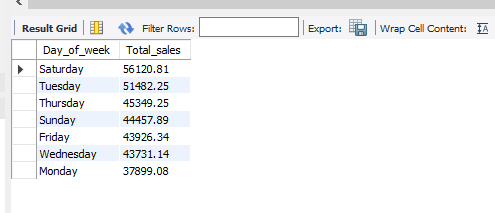 Result Grid Filter Rows: Export: Wrap Cell Content:
Day_of_week Total_sales
Saturday 56120.81
Tuesday 51482.25
Thursday 45349.25
Sunday 44457.89
Friday 43926.34
Wednesday 43731.14
Monday 37899.08